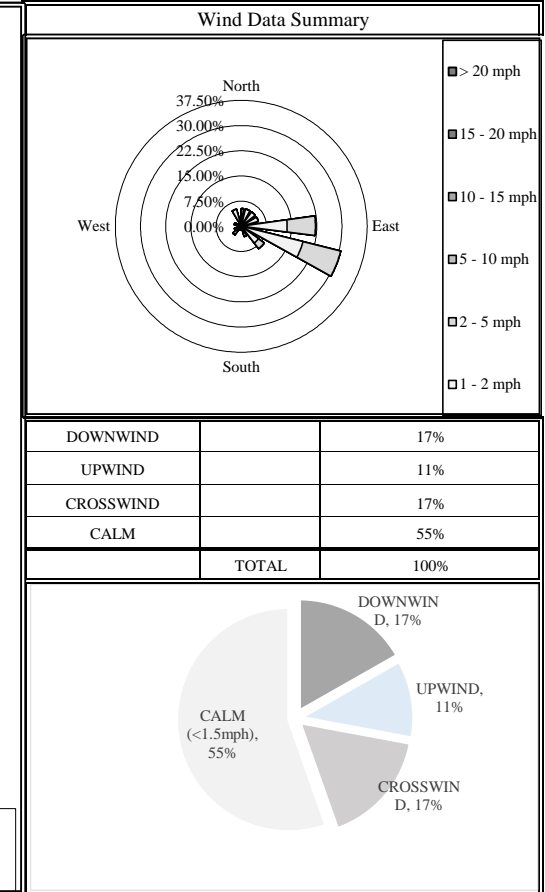 Wind Data Summary
North
37.50%
30.00%
22.50%
15.00%
7.50%
0.00%
West
East
South
> 20 mph
15 - 20 mph
10 - 15 mph
5 - 10 mph
2 - 5 mph
1 - 2 mph
DOWNWIND 17%
UPWIND 11%
CROSSWIND 17%
CALM 55%
TOTAL 100%
DOWNWIN
D, 17%
UPWIND,
11%
CALM
(<1.5mph),
55%
CROSSWIN
D, 17%